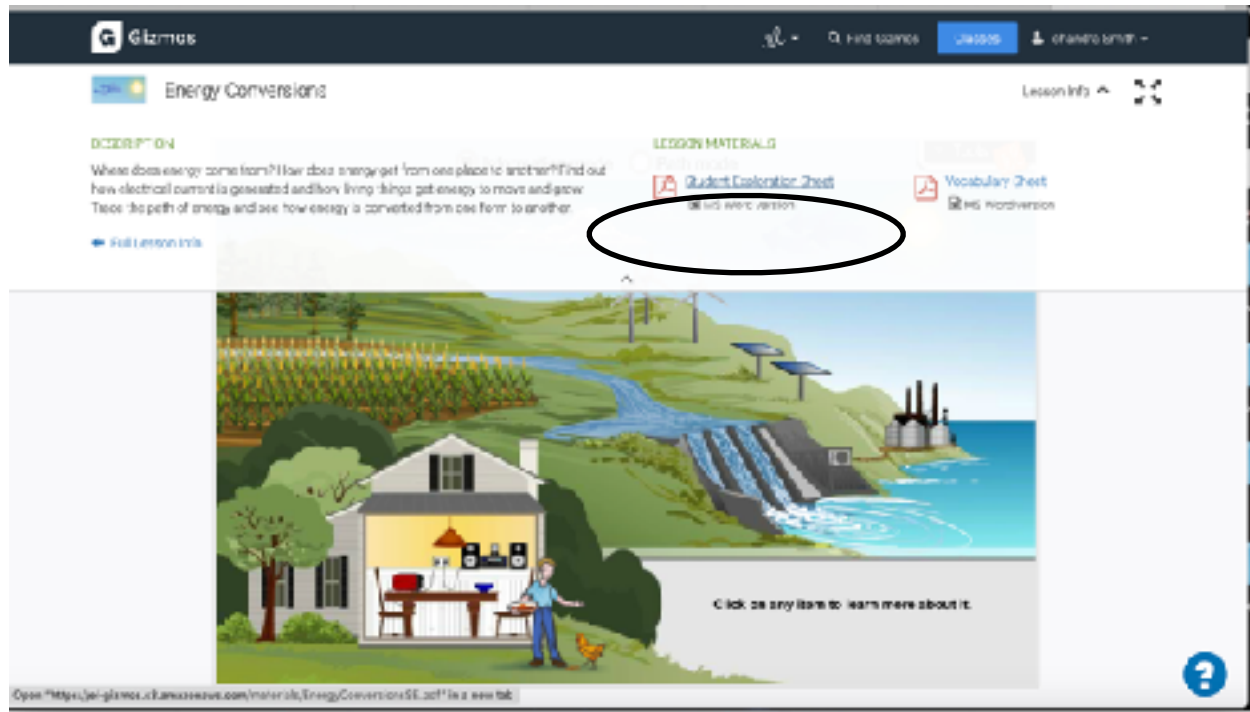 Gizmos
Find Gizmos
Classes
Energy Conversions
Lesson Info
DESCRIPTION
LESSON MATERIALS
Path mode
Where does energy come from? How does energy get from one place to another? Find out
how electrical current is generated and how living things get energy to move and grow.
Trace the path of energy and see how energy is converted from one form to another.
Student Exploration Sheet
MS Word version
Vocabulary Sheet
MS Word version
Full Lesson Info
Click on any item to learn more about it.
?